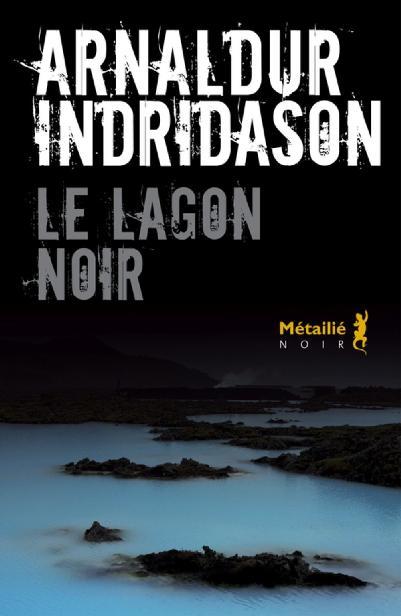 ARNALDUR
INDRIDASON
LE LAGON
NOIR
Métailié
NOIR